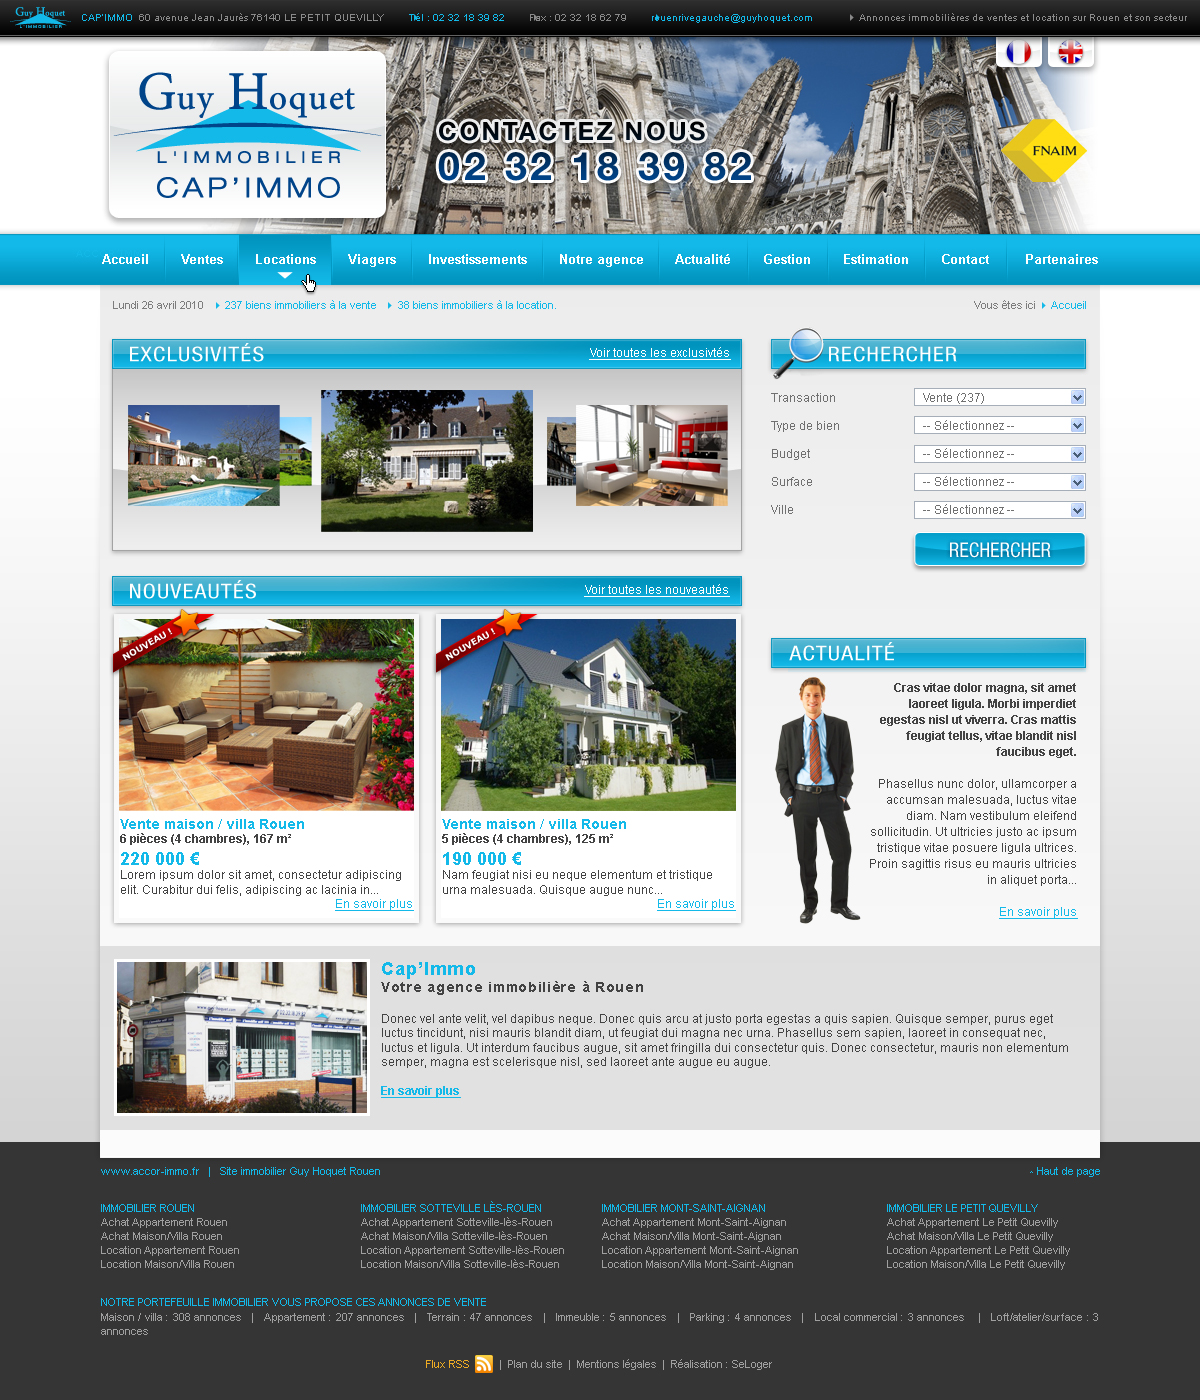 Guy Hoquet
L'IMMOBILIER
CAP'IMMO 60 avenue Jean Jaurès 76140 LE PETIT QUEVILLY Tél : 02 32 18 39 82 Fax : 02 32 18 62 79 rouenrivegauche@guyhoquet.com Annonces immobilières de ventes et location sur Rouen et son secteur
Guy Hoquet
L'IMMOBILIER
CAP'IMMO
CONTACTEZ NOUS
02 32 18 39 82
FNAIM
Accueil Ventes Locations Viagers Investissements Notre agence Actualité Gestion Estimation Contact Partenaires
Lundi 26 avril 2010 237 biens immobiliers à la vente 38 biens immobiliers à la location. Vous êtes ici Accueil
EXCLUSIVITÉS Voir toutes les exclusivtés
RECHERCHER
Transaction Vente (237)
Type de bien -- Sélectionnez --
Budget -- Sélectionnez --
Surface -- Sélectionnez --
Ville -- Sélectionnez --
RECHERCHER
NOUVEAUTÉS Voir toutes les nouveautés
NOUVEAU !
Vente maison / villa Rouen
6 pièces (4 chambres), 167 m²
220 000 €
Lorem ipsum dolor sit amet, consectetur adipiscing
elit. Curabitur dui felis, adipiscing ac lacinia in...
En savoir plus
NOUVEAU !
Vente maison / villa Rouen
5 pièces (4 chambres), 125 m²
190 000 €
Nam feugiat nisi eu neque elementum et tristique
urna malesuada. Quisque augue nunc...
En savoir plus
ACTUALITÉ
Cras vitae dolor magna, sit amet
laoreet ligula. Morbi imperdiet
egestas nisl ut viverra. Cras mattis
feugiat tellus, vitae blandit nisl
faucibus eget.
Phasellus nunc dolor, ullamcorper a
accumsan malesuada, luctus vitae
diam. Nam vestibulum eleifend
sollicitudin. Ut ultricies justo ac ipsum
tristique vitae posuere ligula ultrices.
Proin sagittis risus eu mauris ultricies
in aliquet porta...
En savoir plus
Cap'Immo
Votre agence immobilière à Rouen
Donec vel ante velit, vel dapibus neque. Donec quis arcu at justo porta egestas a quis sapien. Quisque semper, purus eget
luctus tincidunt, nisi mauris blandit diam, ut feugiat dui magna nec urna. Phasellus sem sapien, laoreet in consequat nec,
luctus et ligula. Ut interdum faucibus augue, sit amet fringilla dui consectetur quis. Donec consectetur, mauris non elementum
semper, magna est scelerisque nisl, sed laoreet ante augue eu augue.
En savoir plus
www.accor-immo.fr | Site immobilier Guy Hoquet Rouen - Haut de page
IMMOBILIER ROUEN
Achat Appartement Rouen
Achat Maison/Villa Rouen
Location Appartement Rouen
Location Maison/Villa Rouen
IMMOBILIER SOTTEVILLE LÈS-ROUEN
Achat Appartement Sotteville-lès-Rouen
Achat Maison/Villa Sotteville-lès-Rouen
Location Appartement Sotteville-lès-Rouen
Location Maison/Villa Sotteville-lès-Rouen
IMMOBILIER MONT-SAINT-AIGNAN
Achat Appartement Mont-Saint-Aignan
Achat Maison/Villa Mont-Saint-Aignan
Location Appartement Mont-Saint-Aignan
Location Maison/Villa Mont-Saint-Aignan
IMMOBILIER LE PETIT QUEVILLY
Achat Appartement Le Petit Quevilly
Achat Maison/Villa Le Petit Quevilly
Location Appartement Le Petit Quevilly
Location Maison/Villa Le Petit Quevilly
NOTRE PORTEFEUILLE IMMOBILIER VOUS PROPOSE CES ANNONCES DE VENTE
Maison / villa : 308 annonces | Appartement : 207 annonces | Terrain : 47 annonces | Immeuble : 5 annonces | Parking : 4 annonces | Local commercial : 3 annonces | Loft/atelier/surface : 3
annonces
Flux RSS | Plan du site | Mentions légales | Réalisation : SeLoger